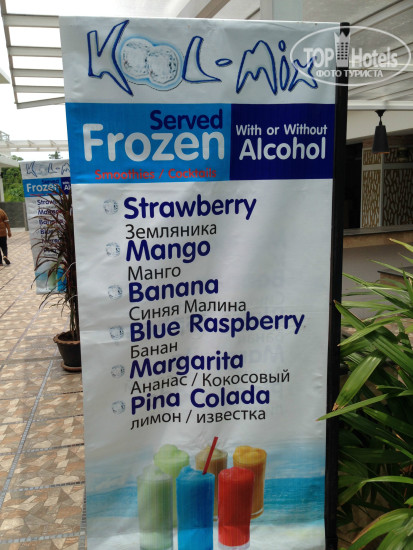 TOP Hotels
ФОТО ТУРИСТА
KOOL-Mix
Served
Frozen
Smoothies / Cocktails
With or Without
Alcohol
Strawberry
Земляника
Mango
Манго
Banana
Синяя Малина
Blue Raspberry
Банан
Margarita
Ананас / Кокосовый
Pina Colada
лимон / известка
Frozen